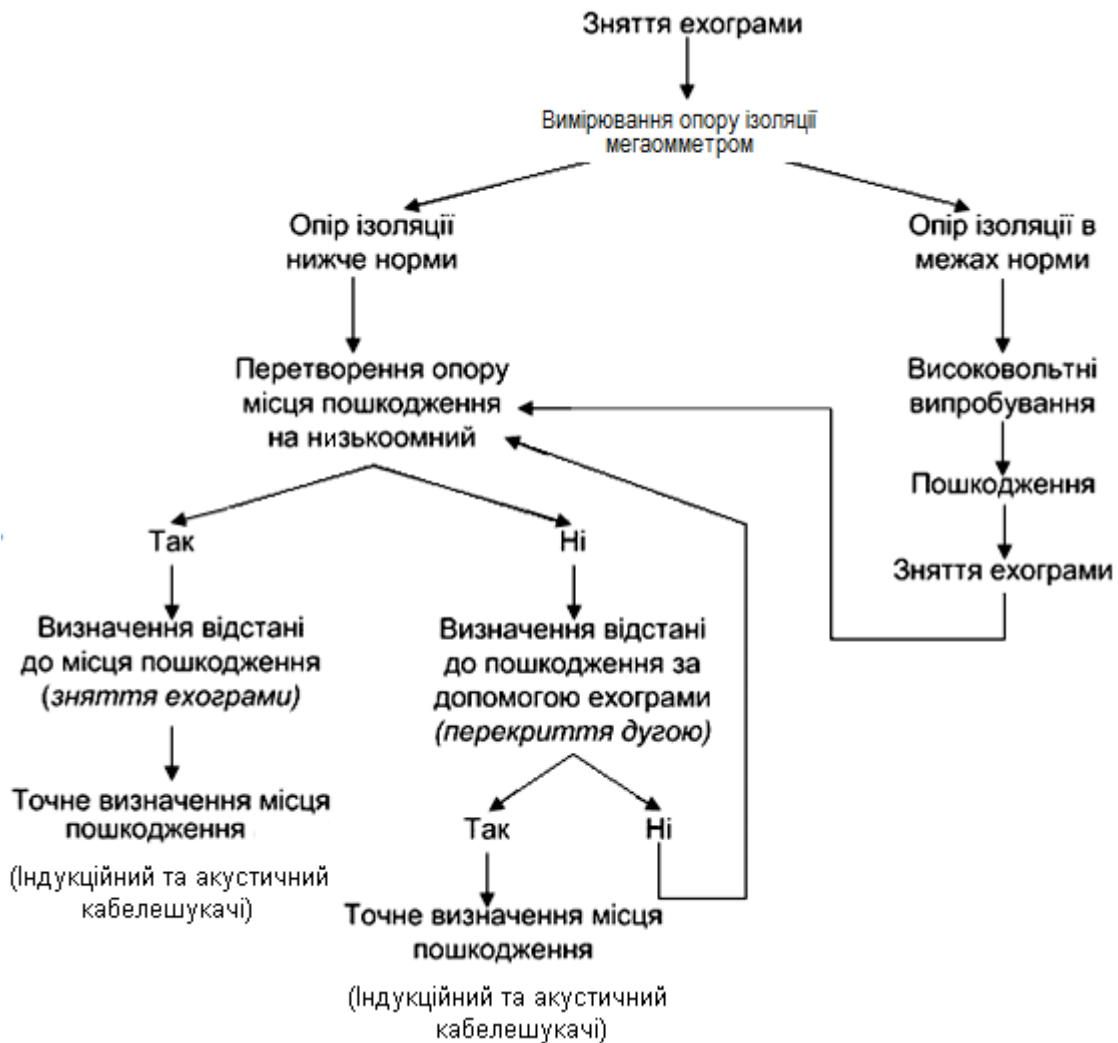 Зняття ехограми
Вимірювання опору ізоляції
мегаомметром
Опір ізоляції
нижче норми
Опір ізоляції в
межах норми
Перетворення опору
місця пошкодження
на низькоомний
Високовольтні
випробування
Пошкодження
Зняття ехограми
Так
Ні
Визначення відстані
до місця пошкодження
(зняття ехограми)
Визначення відстані
до пошкодження за
допомогою ехограми
(перекриття дугою)
Точне визначення місця
пошкодження
(Індукційний та акустичний
кабелешукачі)
Так
Ні
Точне визначення місця
пошкодження
(Індукційний та акустичний
кабелешукачі)